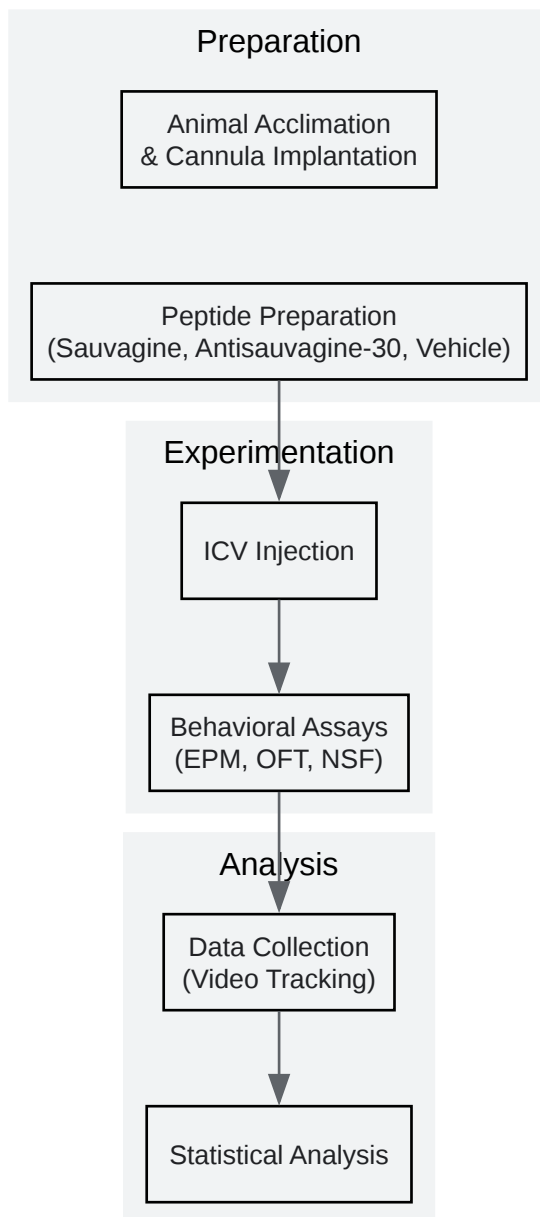 Preparation
Animal Acclimation
& Cannula Implantation
Peptide Preparation
(Sauvagine, Antisauvagine-30, Vehicle)
Experimentation
ICV Injection
Behavioral Assays
(EPM, OFT, NSF)
Analysis
Data Collection
(Video Tracking)
Statistical Analysis